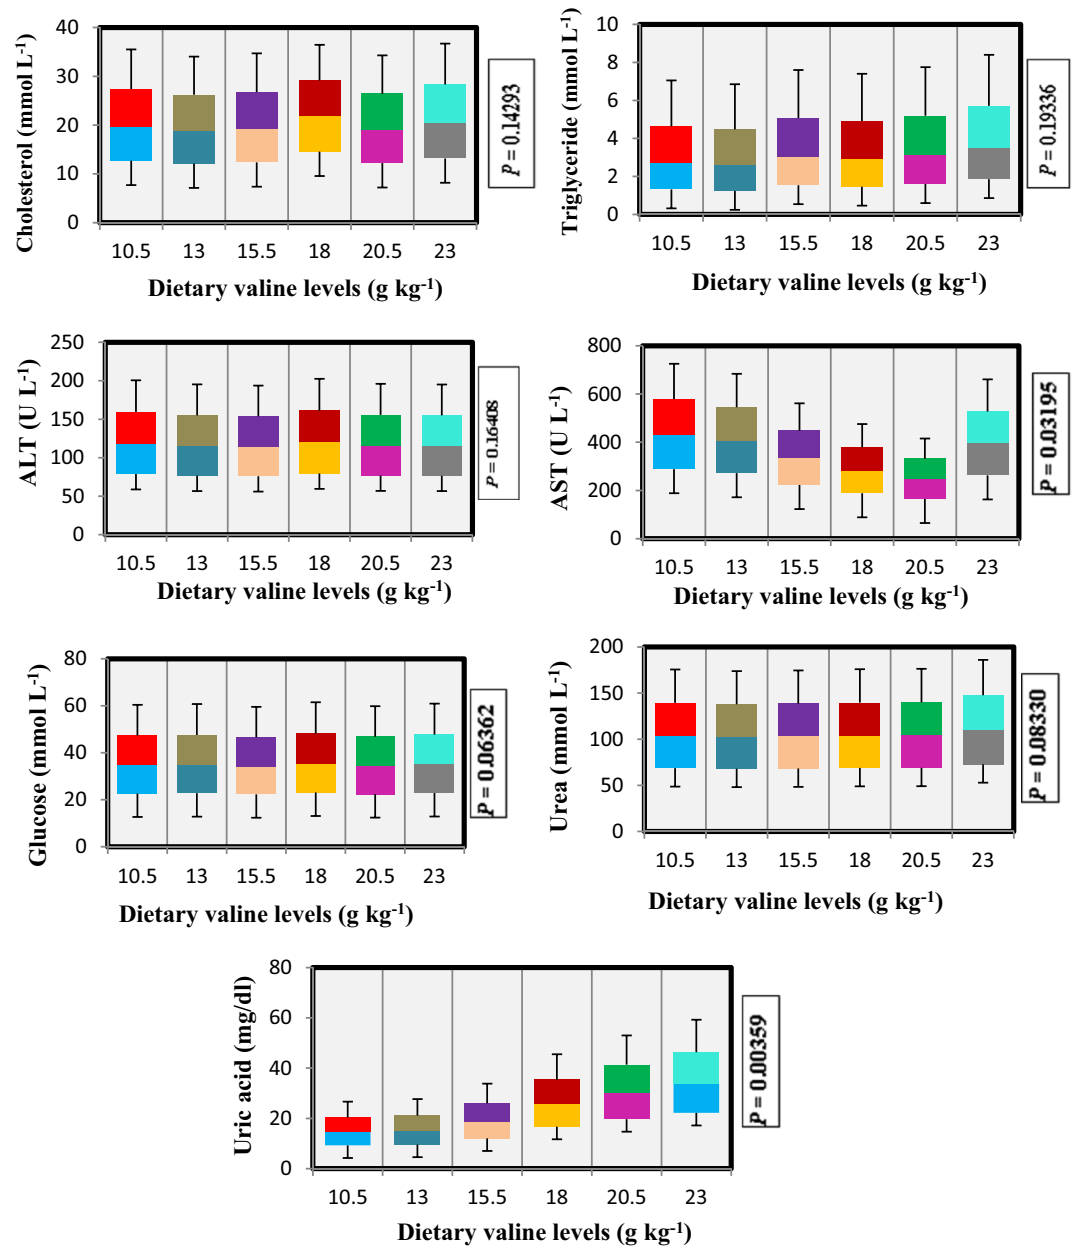 Cholesterol (mmol L-1)
40
30
20
10
0
10.5 13 15.5 18 20.5 23
Dietary valine levels (g kg-1)
P = 0.14293
Triglyceride (mmol L-1)
10
8
6
4
2
0
10.5 13 15.5 18 20.5 23
Dietary valine levels (g kg-1)
P = 0.19336
ALT (U L-1)
250
200
150
100
50
0
10.5 13 15.5 18 20.5 23
Dietary valine levels (g kg-1)
P = 0.16408
AST (U L-1)
800
600
400
200
0
10.5 13 15.5 18 20.5 23
Dietary valine levels (g kg-1)
P = 0.03195
Glucose (mmol L-1)
80
60
40
20
0
10.5 13 15.5 18 20.5 23
Dietary valine levels (g kg-1)
P = 0.06362
Urea (mmol L-1)
200
150
100
50
0
10.5 13 15.5 18 20.5 23
Dietary valine levels (g kg-1)
P = 0.08330
Uric acid (mg/dl)
80
60
40
20
0
10.5 13 15.5 18 20.5 23
Dietary valine levels (g kg-1)
P = 0.00359